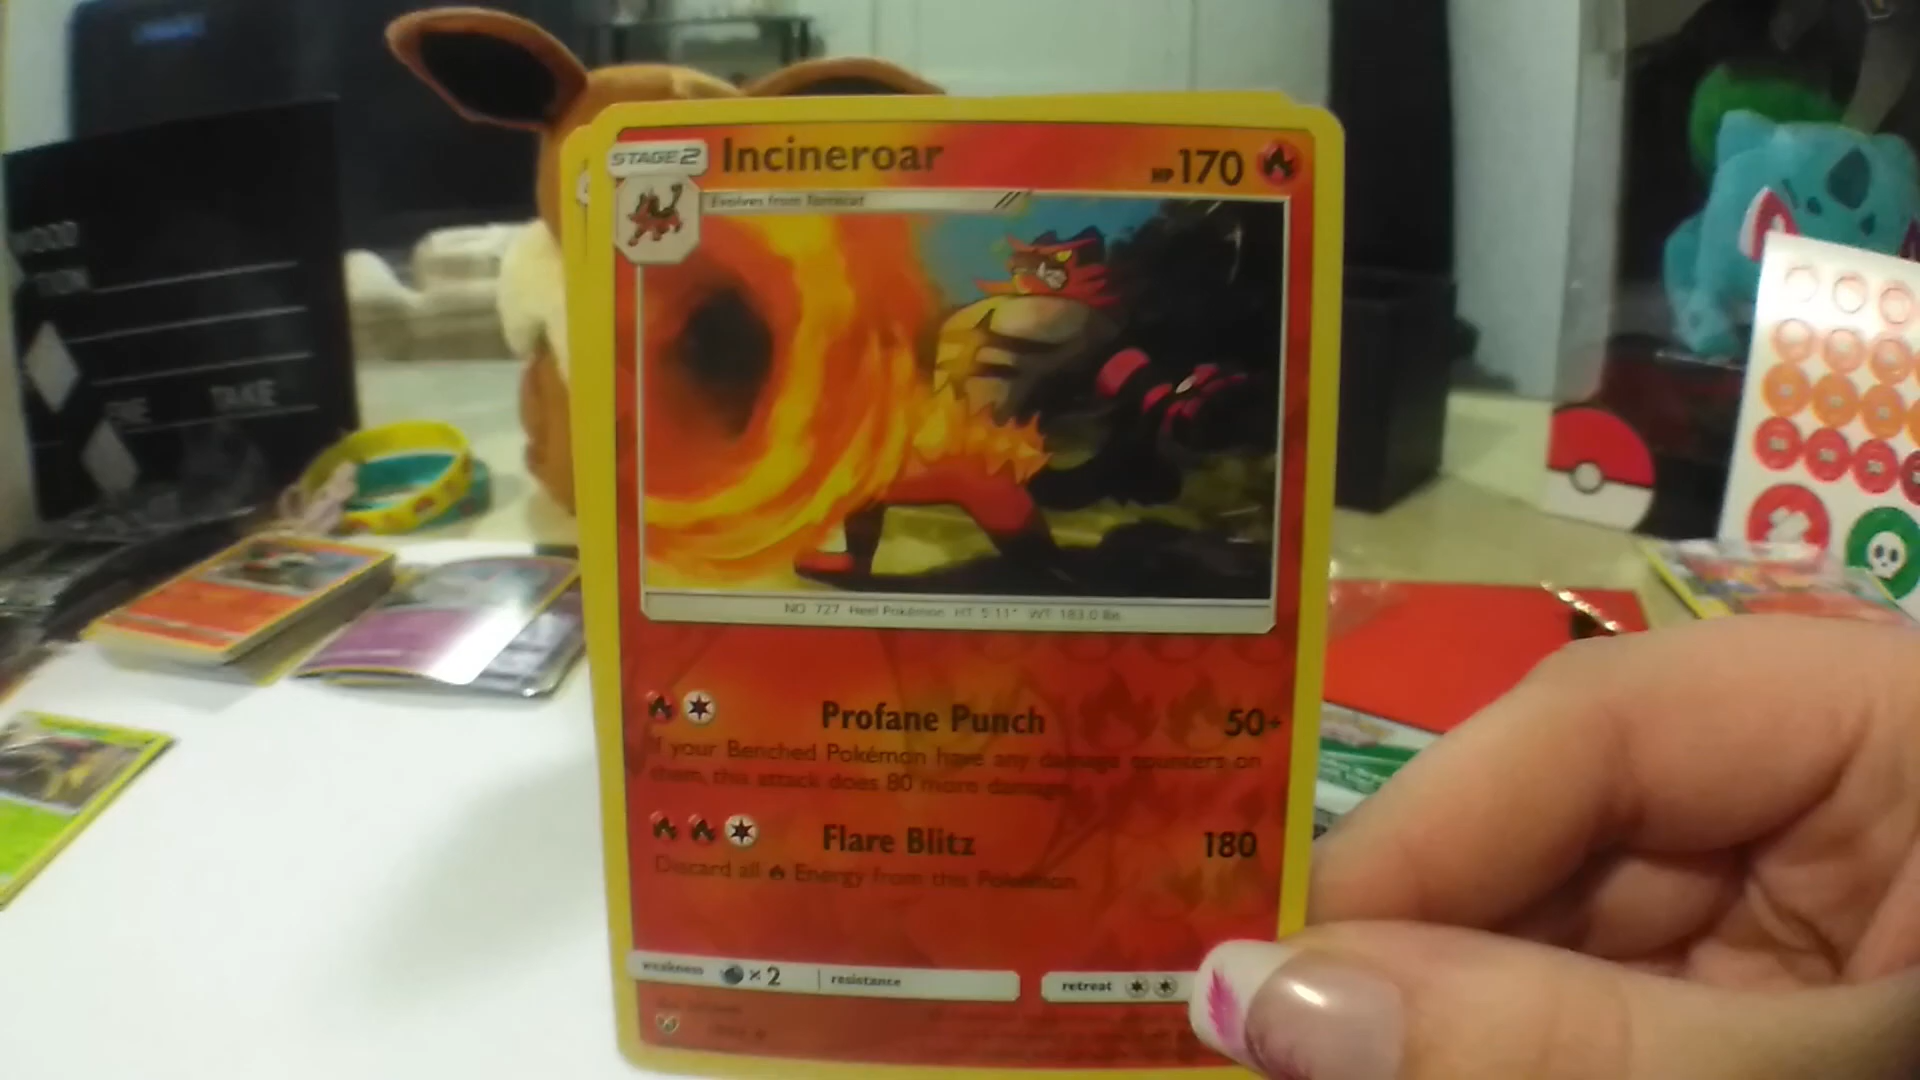 STAGE 2
Incineroar
HP 170
Evolves from Torracat
NO. 727 Heel Pokémon HT: 5'11" WT: 183.0 lbs.
Profane Punch 50+
If your Benched Pokémon have any damage counters on
them, this attack does 80 more damage.
Flare Blitz 180
Discard all Energy from this Pokémon.
weakness ×2 resistance
retreat
TAKE